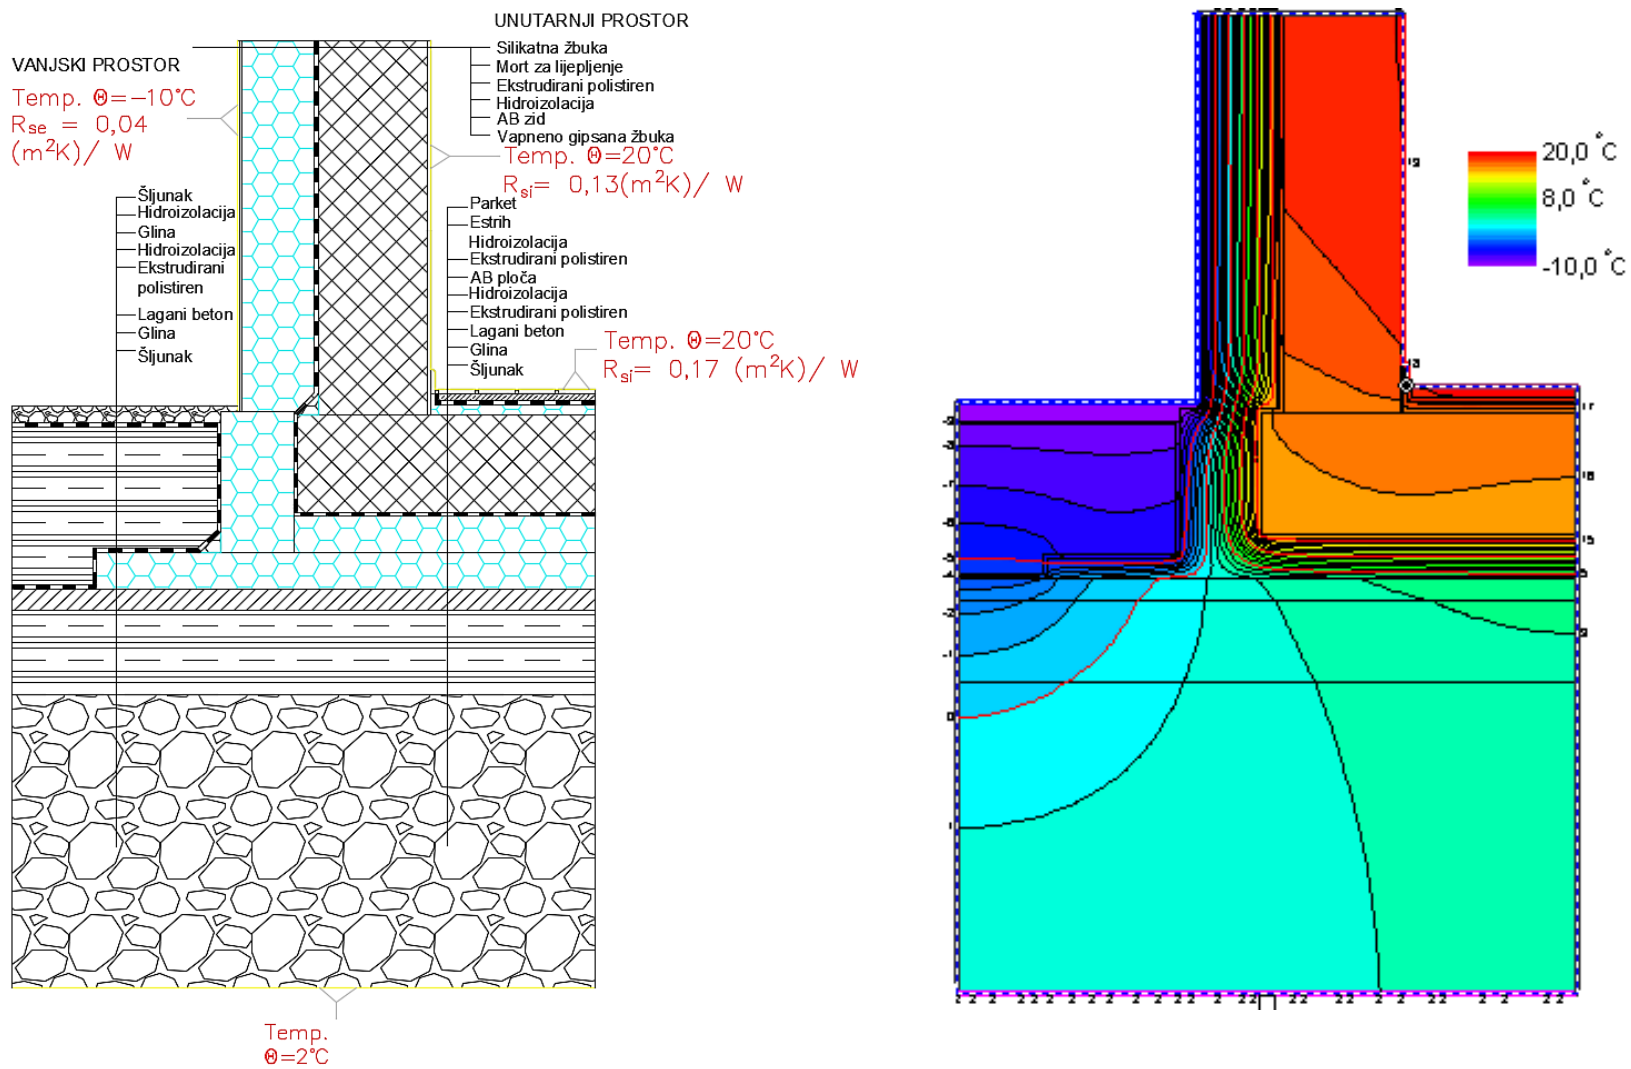 UNUTARNJI PROSTOR
VANJSKI PROSTOR
Temp. Θ=−10°C
Rse = 0,04
(m²K)/ W
Silikatna žbuka
Mort za lijepljenje
Ekstrudirani polistiren
Hidroizolacija
AB zid
Vapneno gipsana žbuka
Temp. Θ=20°C
Rsi= 0,13(m²K)/ W
Šljunak
Hidroizolacija
Glina
Hidroizolacija
Ekstrudirani
polistiren
Lagani beton
Glina
Šljunak
Parket
Estrih
Hidroizolacija
Ekstrudirani polistiren
AB ploča
Hidroizolacija
Ekstrudirani polistiren
Lagani beton
Glina
Šljunak
Temp. Θ=20°C
Rsi= 0,17 (m²K)/ W
Temp.
Θ=2°C
20,0 °C
8,0 °C
-10,0 °C